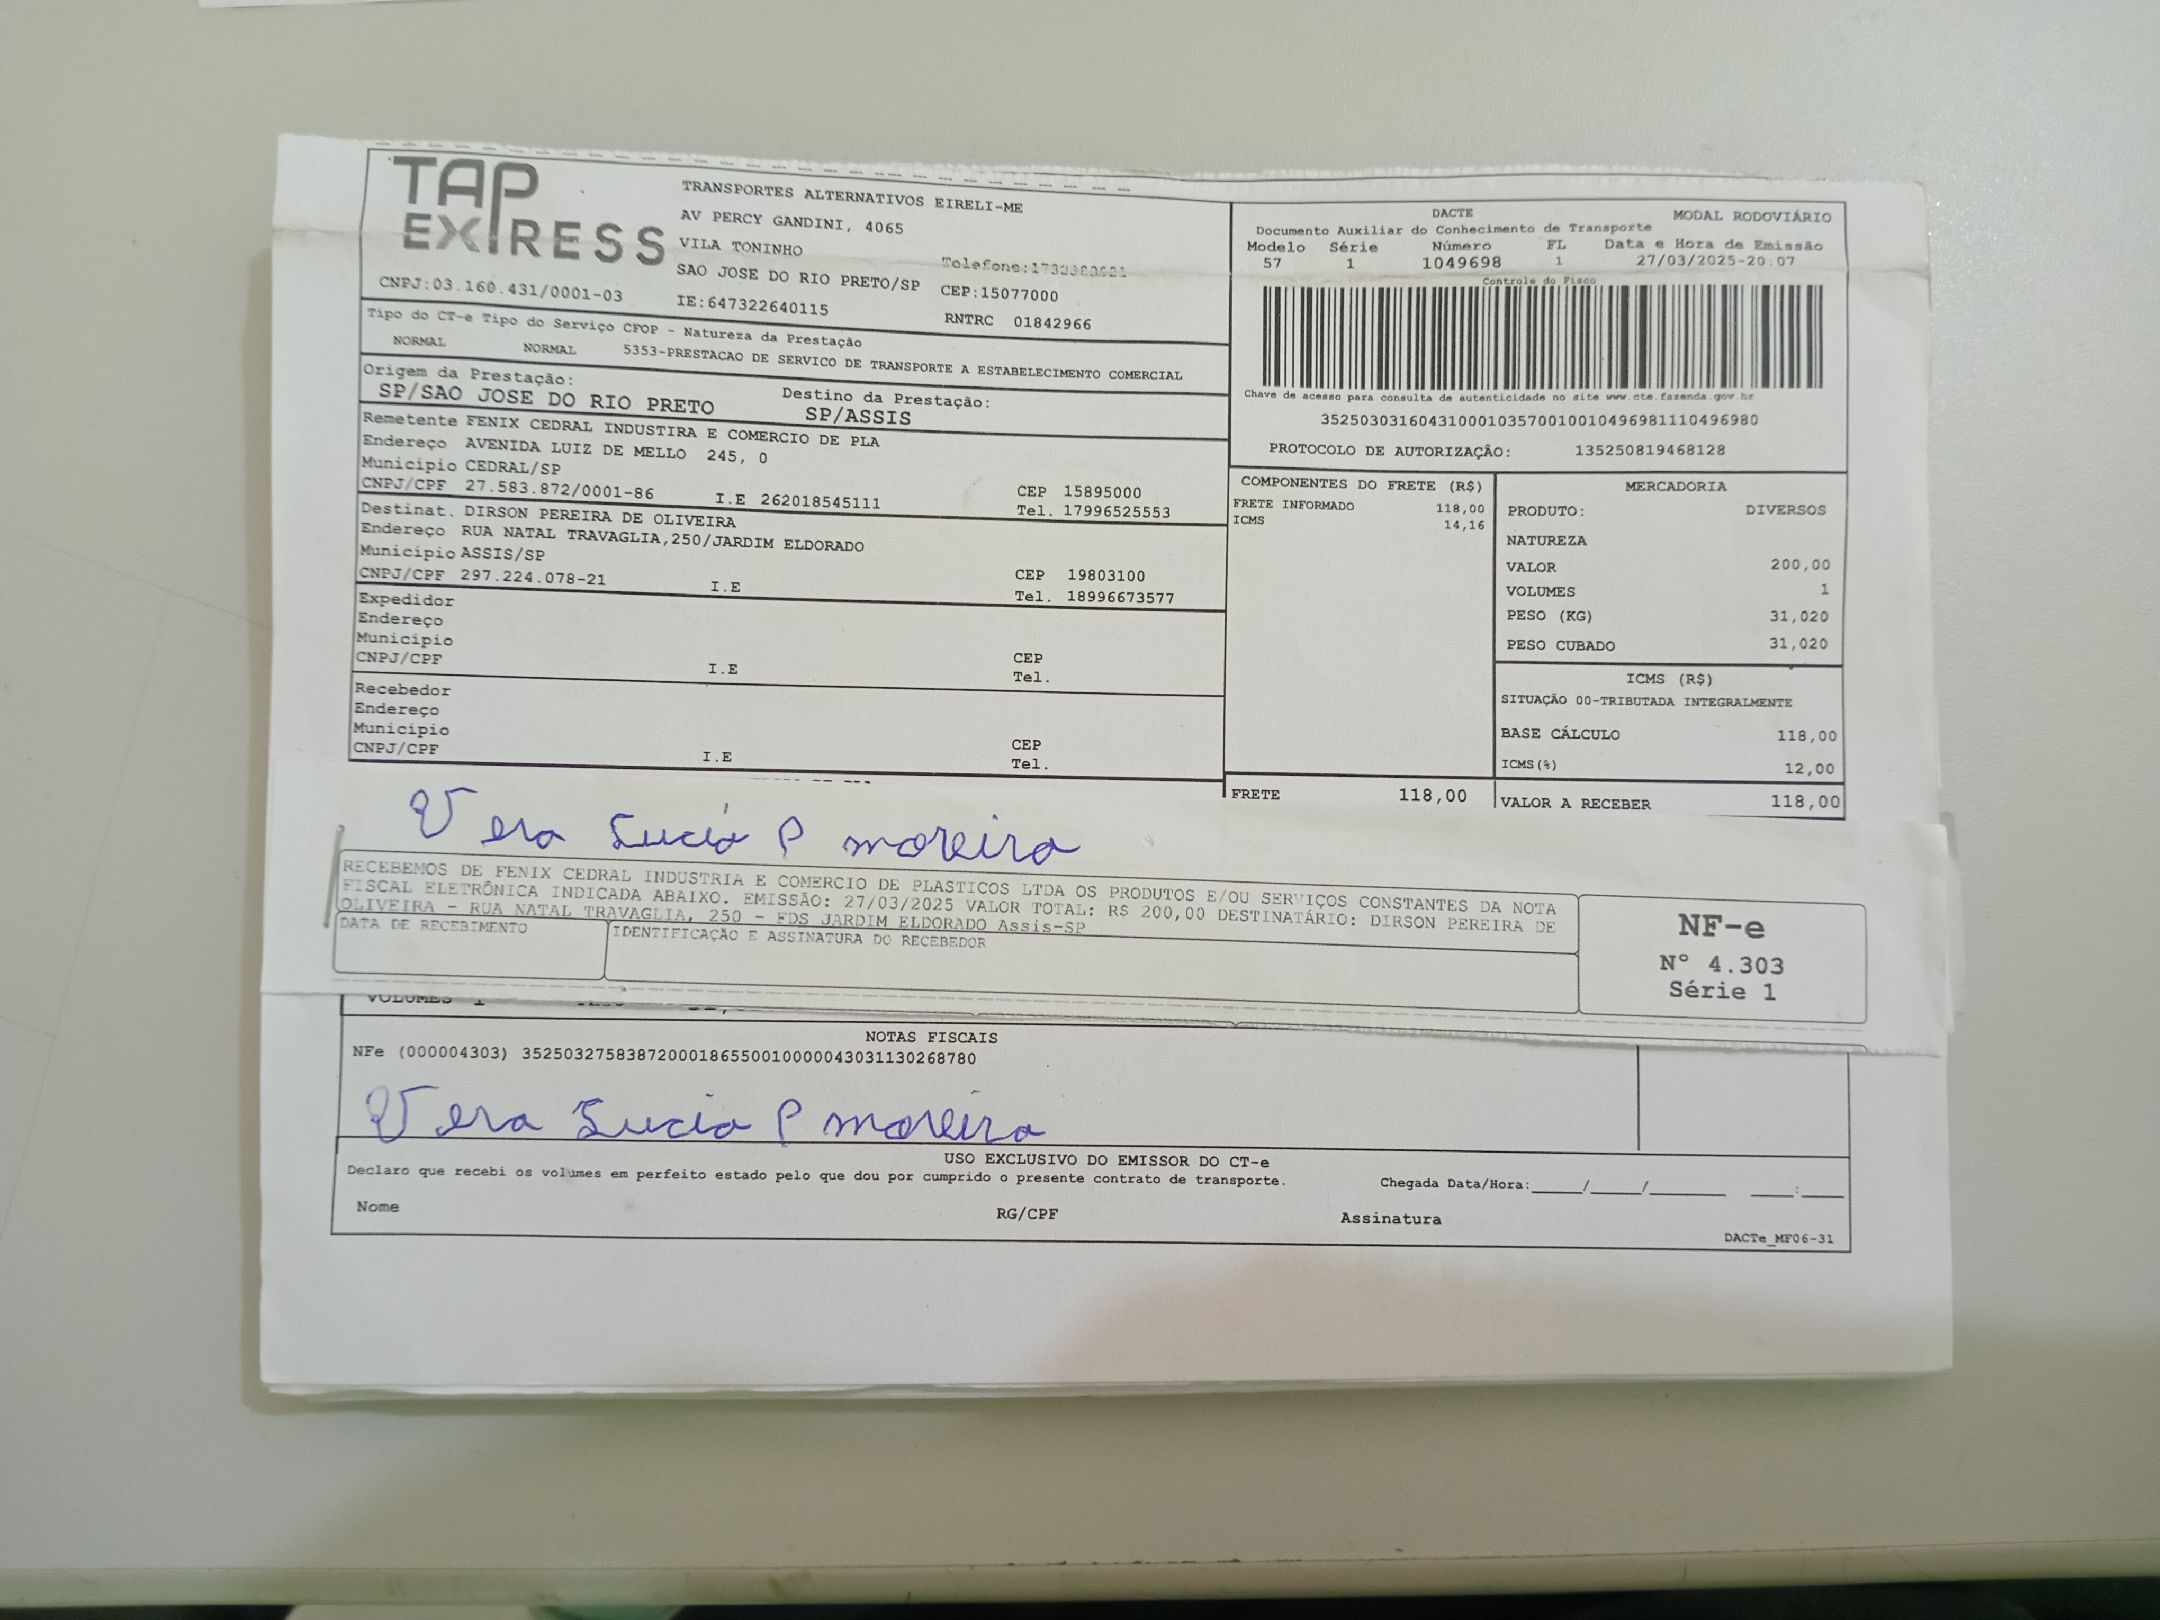 TAP
EXPRESS
TRANSPORTES ALTERNATIVOS EIRELI-ME
AV PERCY GANDINI, 4065
VILA TONINHO
SAO JOSE DO RIO PRETO/SP
Telefone:
CEP:15077000
CNPJ:03.160.431/0001-03
IE:647322640115
RNTRC 01842966
Tipo do CT-e Tipo do Serviço CFOP - Natureza da Prestação
NORMAL NORMAL 5353-PRESTACAO DE SERVICO DE TRANSPORTE A ESTABELECIMENTO COMERCIAL
Origem da Prestação:
SP/SAO JOSE DO RIO PRETO
Destino da Prestação:
SP/ASSIS
Remetente FENIX CEDRAL INDUSTIRA E COMERCIO DE PLA
Endereço AVENIDA LUIZ DE MELLO 245, 0
Município CEDRAL/SP
CNPJ/CPF 27.583.872/0001-86 I.E 262018545111
CEP 15895000
Tel. 17996525553
Destinat. DIRSON PEREIRA DE OLIVEIRA
Endereço RUA NATAL TRAVAGLIA,250/JARDIM ELDORADO
Município ASSIS/SP
CNPJ/CPF 297.224.078-21 I.E
CEP 19803100
Tel. 18996673577
Expedidor
Endereço
Município
CNPJ/CPF I.E
CEP
Tel.
Recebedor
Endereço
Município
CNPJ/CPF I.E
CEP
Tel.
DACTE MODAL RODOVIÁRIO
Documento Auxiliar do Conhecimento de Transporte
Modelo Série Número FL Data e Hora de Emissão
57 1 1049698 1 27/03/2025-20:07
Controle do Fisco
Chave de acesso para consulta de autenticidade no site www.cte.fazenda.gov.br
35250303160431000103570010010496981110496980
PROTOCOLO DE AUTORIZAÇÂO: 135250819468128
COMPONENTES DO FRETE (R$)
FRETE INFORMADO 118,00
ICMS 14,16
MERCADORIA
PRODUTO: DIVERSOS
NATUREZA
VALOR 200,00
VOLUMES 1
PESO (KG) 31,020
PESO CUBADO 31,020
ICMS (R$)
SITUAÇÃO 00-TRIBUTADA INTEGRALMENTE
BASE CÁLCULO 118,00
ICMS(%) 12,00
FRETE 118,00
VALOR A RECEBER 118,00
Vera Lucia P moreira
RECEBEMOS DE FENIX CEDRAL INDUSTRIA E COMERCIO DE PLASTICOS LTDA OS PRODUTOS E/OU SERVIÇOS CONSTANTES DA NOTA
FISCAL ELETRÔNICA INDICADA ABAIXO. EMISSÃO: 27/03/2025 VALOR TOTAL: R$ 200,00 DESTINATÁRIO: DIRSON PEREIRA DE
OLIVEIRA - RUA NATAL TRAVAGLIA, 250 - FDS JARDIM ELDORADO Assis-SP
DATA DE RECEBIMENTO
IDENTIFICAÇÃO E ASSINATURA DO RECEBEDOR
NF-e
Nº 4.303
Série 1
VOLUMES 1
NOTAS FISCAIS
NFe (000004303) 35250327583872000186550010000043031130268780
Vera Lucia P moreira
USO EXCLUSIVO DO EMISSOR DO CT-e
Declaro que recebi os volumes em perfeito estado pelo que dou por cumprido o presente contrato de transporte.
Chegada Data/Hora:_____/_____/________ ____:____
Nome RG/CPF Assinatura
DACTe_MF06-31